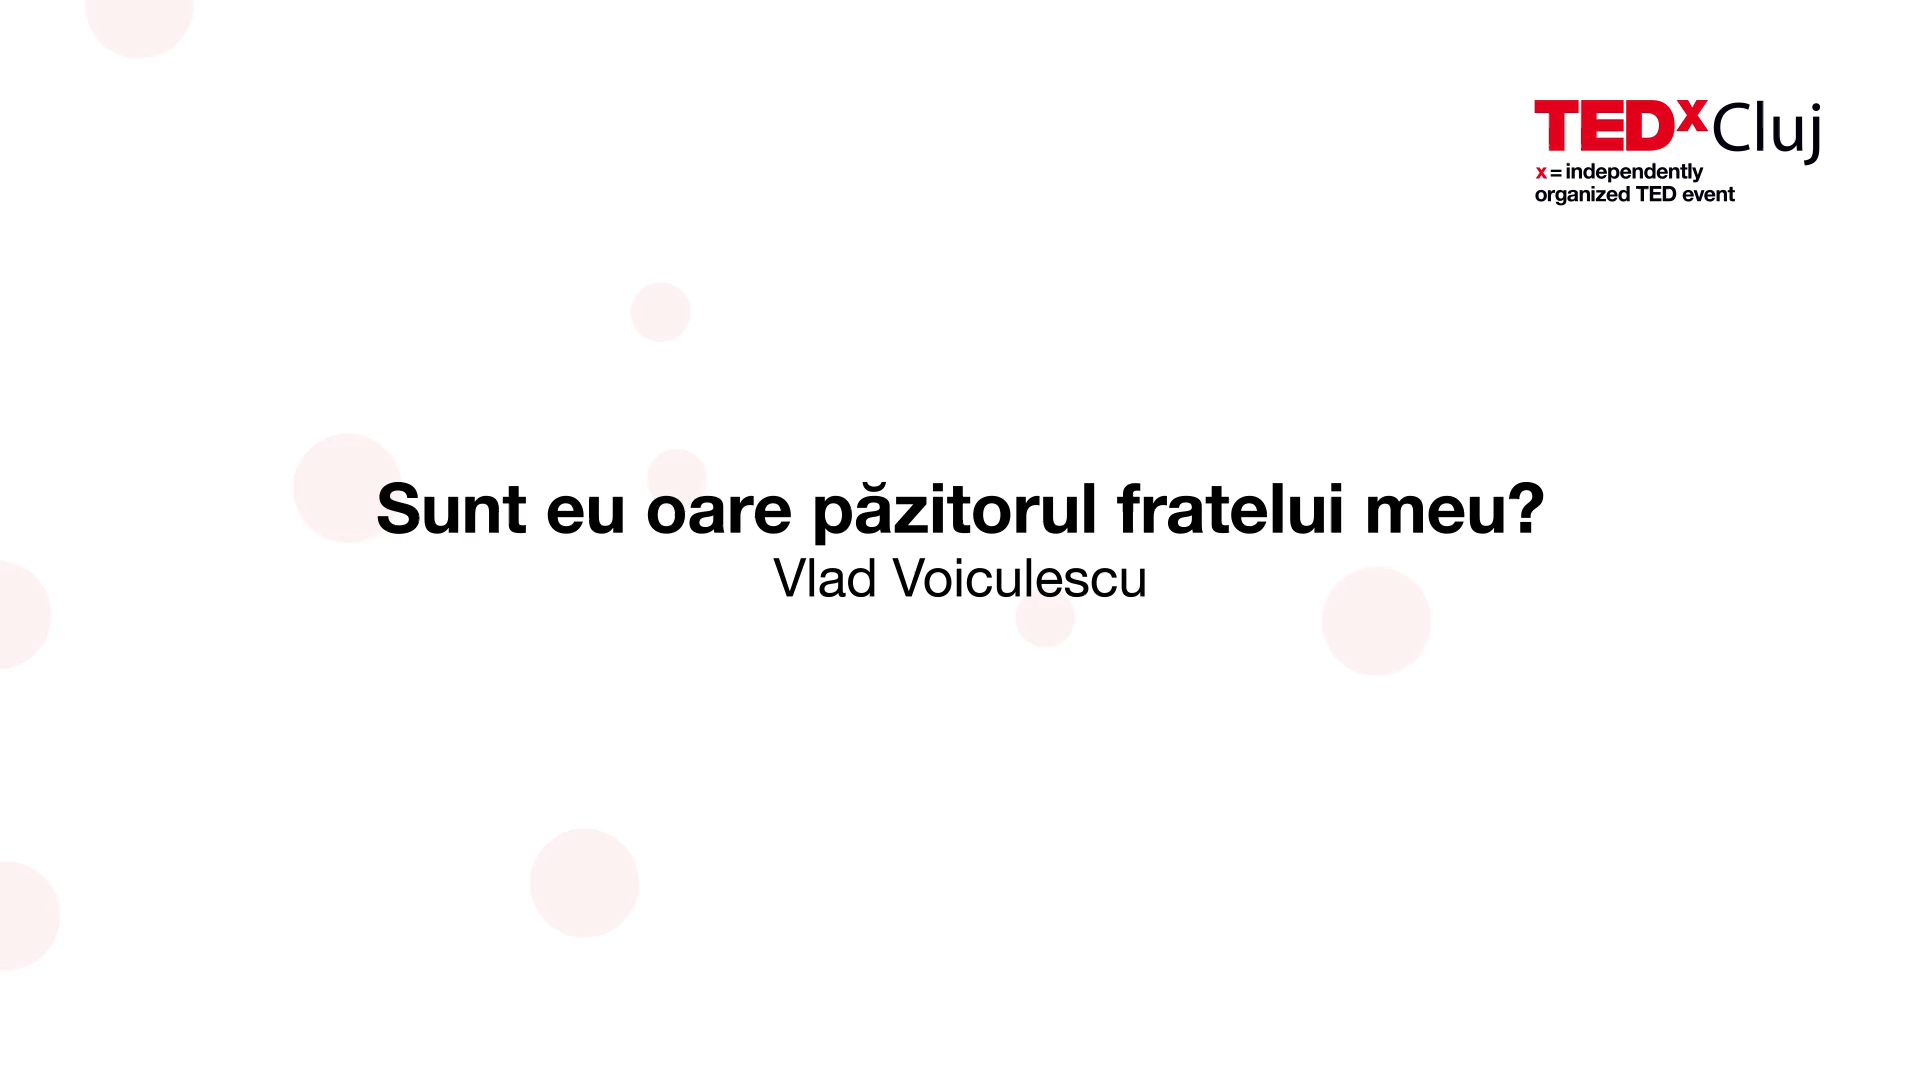 TEDxCluj
x = independently
organized TED event
Sunt eu oare păzitorul fratelui meu?
Vlad Voiculescu